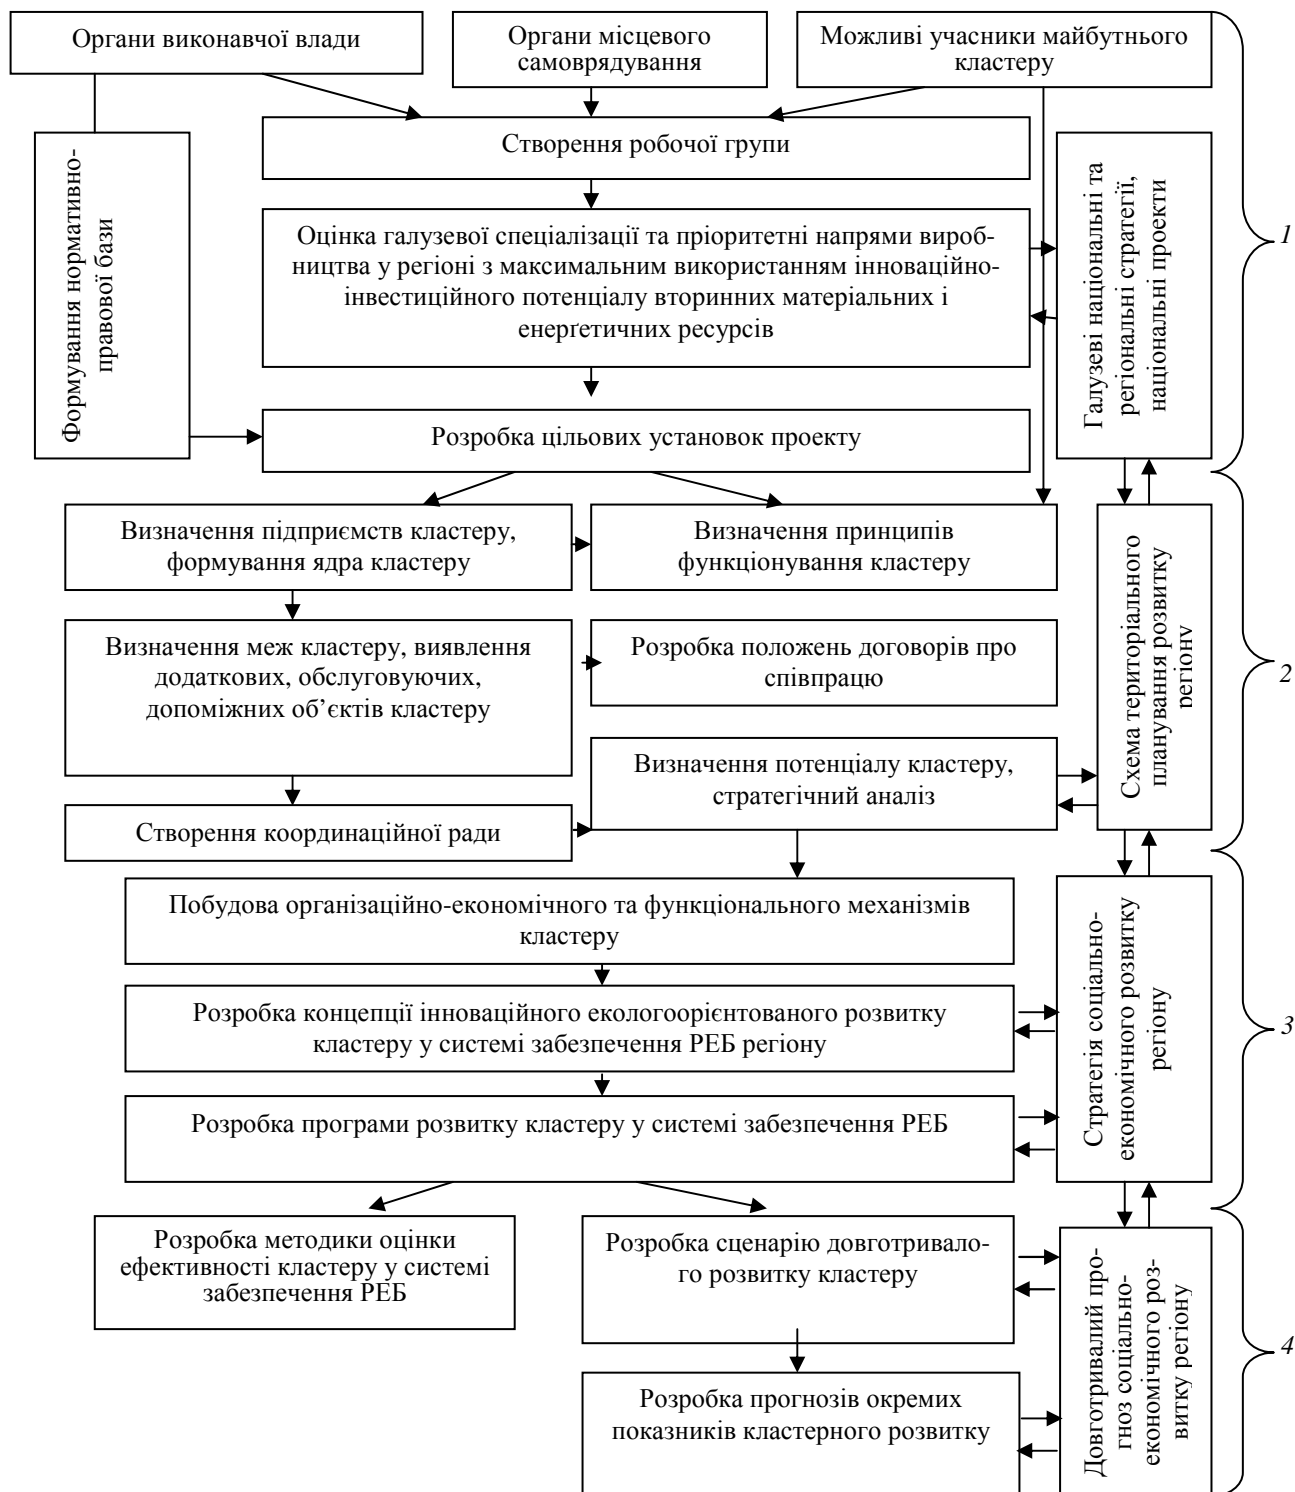 Органи виконавчої влади
Органи місцевого
самоврядування
Можливі учасники майбутнього
кластеру
Створення робочої групи
Формування нормативно-
правової бази
Оцінка галузевої спеціалізації та пріоритетні напрями вироб-
ництва у регіоні з максимальним використанням інноваційно-
інвестиційного потенціалу вторинних матеріальних і
енерґетичних ресурсів
Галузеві національні та
регіональні стратегії,
національні проекти
1
Розробка цільових установок проекту
Визначення підприємств кластеру,
формування ядра кластеру
Визначення принципів
функціонування кластеру
Визначення меж кластеру, виявлення
додаткових, обслуговуючих,
допоміжних об’єктів кластеру
Розробка положень договорів про
співпрацю
Схема територіального
планування розвитку
регіону
2
Визначення потенціалу кластеру,
стратегічний аналіз
Створення координаційної ради
Побудова організаційно-економічного та функціонального механізмів
кластеру
Розробка концепції інноваційного екологоорієнтованого розвитку
кластеру у системі забезпечення РЕБ регіону
Розробка програми розвитку кластеру у системі забезпечення РЕБ
Стратегія соціально-
економічного розвитку
регіону
3
Розробка методики оцінки
ефективності кластеру у системі
забезпечення РЕБ
Розробка сценарію довготривало-
го розвитку кластеру
Розробка прогнозів окремих
показників кластерного розвитку
Довготривалий про-
гноз соціально-
економічного роз-
витку регіону
4